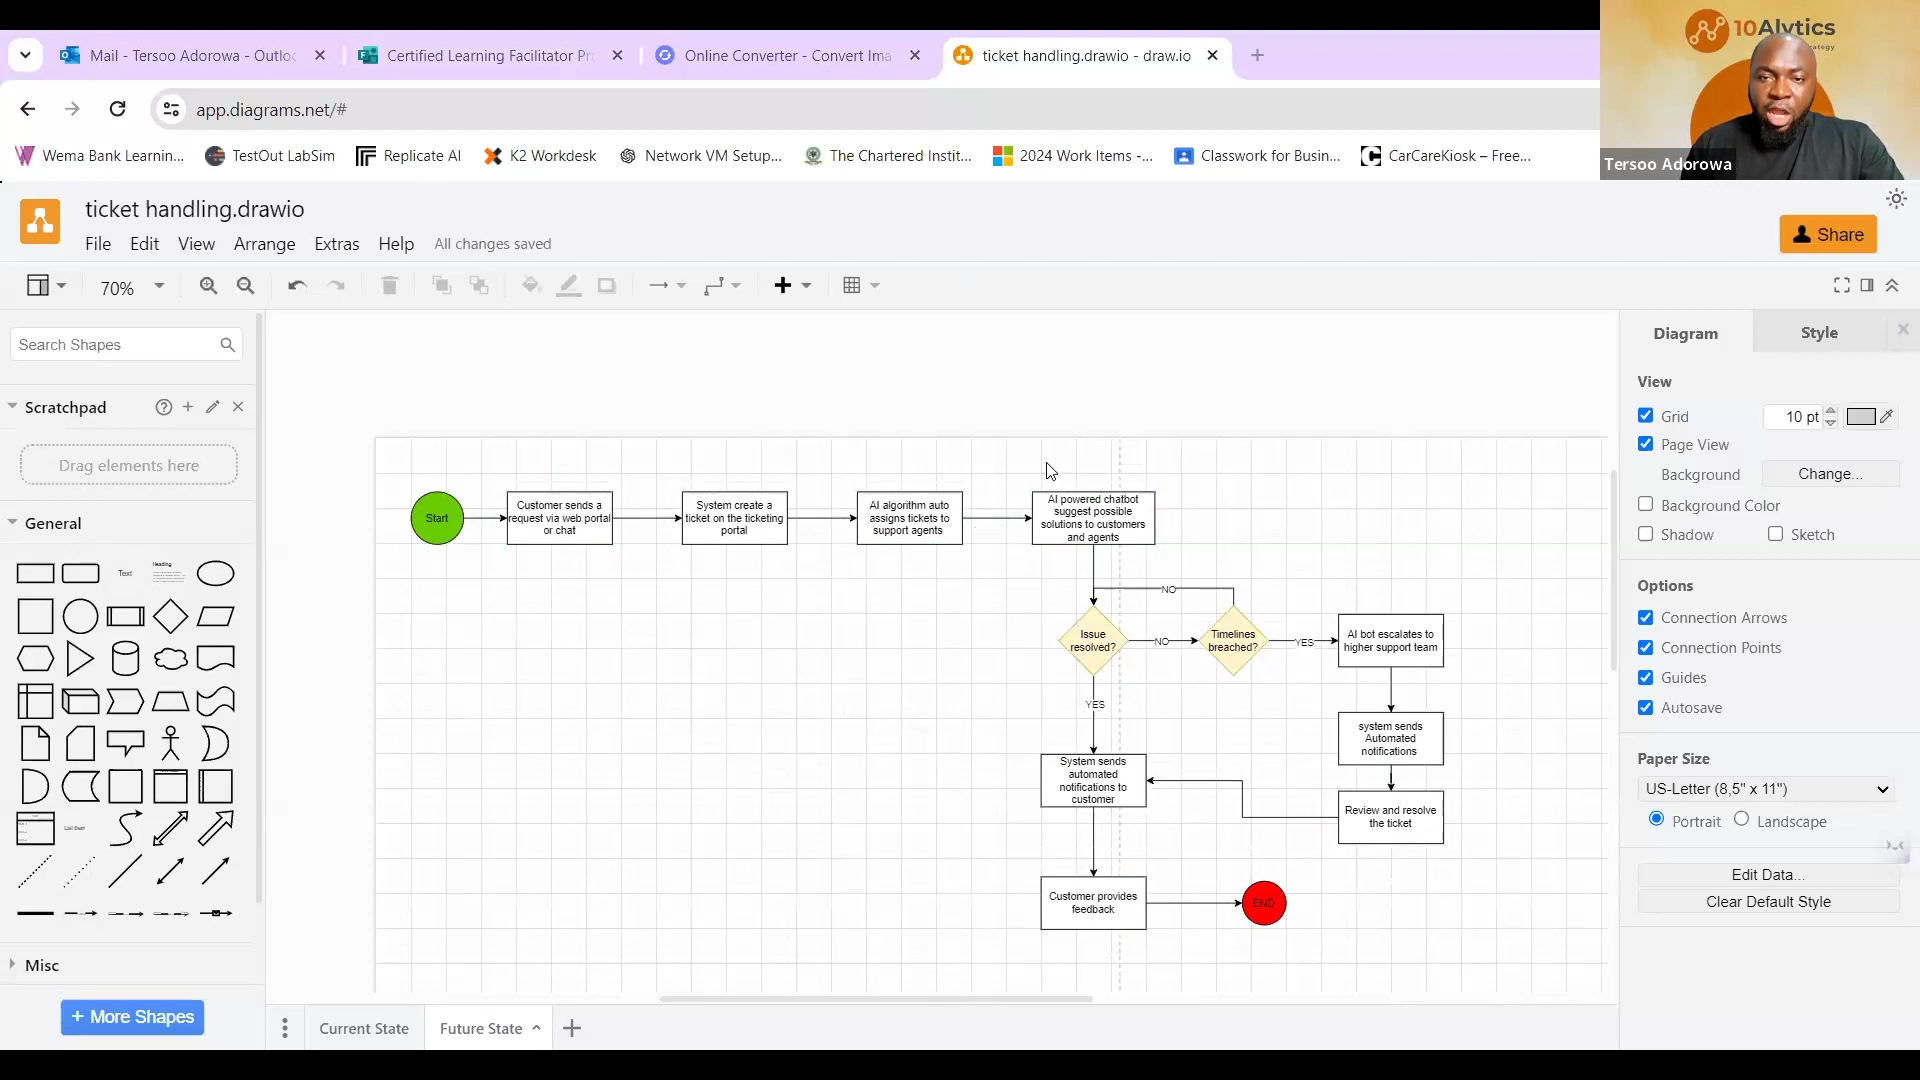 Mail - Tersoo Adorowa - Outlo
Certified Learning Facilitator Pr
Online Converter - Convert Ima
ticket handling.drawio - draw.io
app.diagrams.net/#
Wema Bank Learnin...
TestOut LabSim
Replicate AI
K2 Workdesk
Network VM Setup...
The Chartered Instit...
2024 Work Items -...
Classwork for Busin...
CarCareKiosk – Free...
10Alytics
Tersoo Adorowa
ticket handling.drawio
File Edit View Arrange Extras Help All changes saved
Share
70%
Search Shapes
Scratchpad
Drag elements here
General
Text
Heading
List Item
Misc
+ More Shapes
Start
Customer sends a
request via web portal
or chat
System create a
ticket on the ticketing
portal
AI algorithm auto
assigns tickets to
support agents
AI powered chatbot
suggest possible
solutions to customers
and agents
NO
Issue
resolved?
NO
Timelines
breached?
YES
AI bot escalates to
higher support team
YES
system sends
Automated
notifications
System sends
automated
notifications to
customer
Review and resolve
the ticket
Customer provides
feedback
END
Current State
Future State
Diagram
Style
View
Grid
10 pt
Page View
Background
Change...
Background Color
Shadow
Sketch
Options
Connection Arrows
Connection Points
Guides
Autosave
Paper Size
US-Letter (8,5" x 11")
Portrait
Landscape
Edit Data...
Clear Default Style